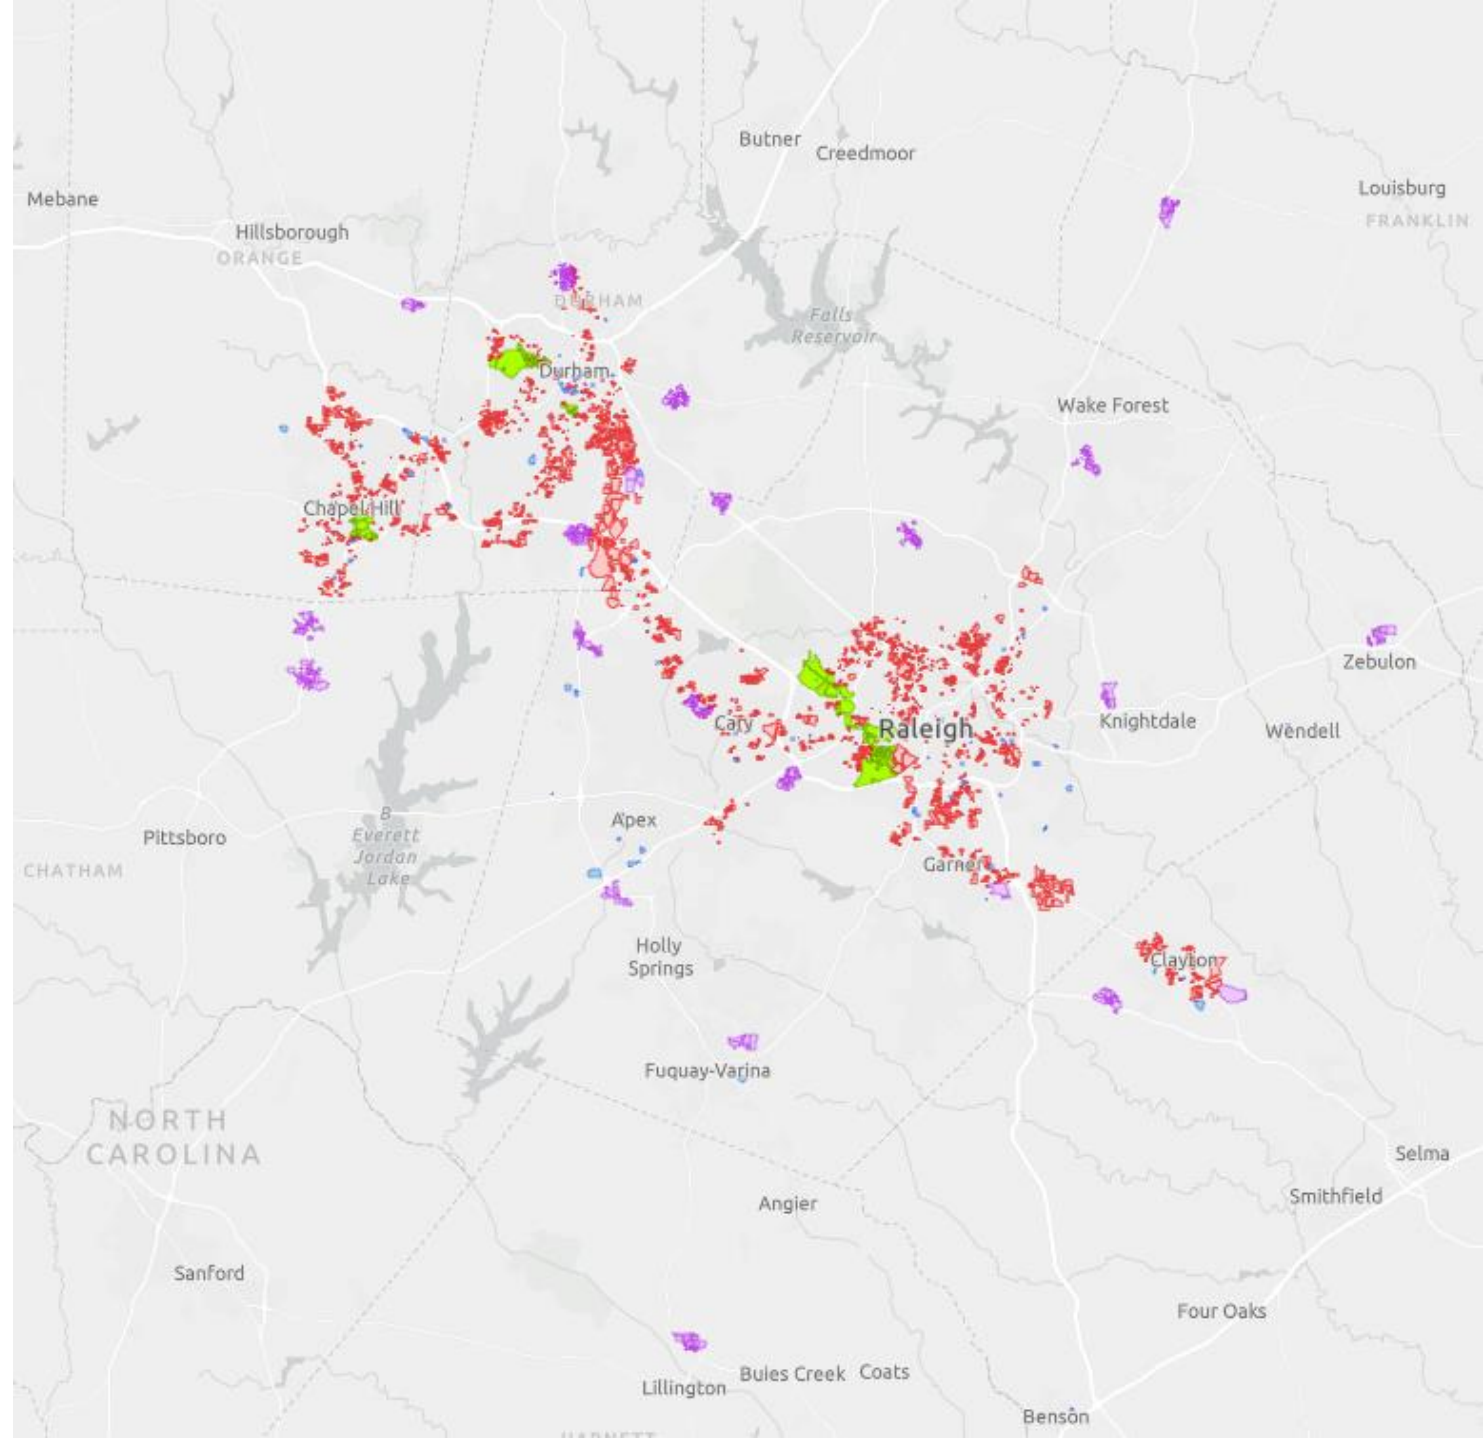 Butner
Creedmoor
Mebane
Louisburg
FRANKLIN
Hillsborough
ORANGE
DURHAM
Falls
Reservoir
Durham
Wake Forest
Chapel Hill
Zebulon
Cary
Raleigh
Knightdale
Wendell
B
Everett
Jordan
Lake
Apex
Pittsboro
CHATHAM
Garner
Holly
Springs
Clayton
Fuquay-Varina
NORTH
CAROLINA
Selma
Smithfield
Angier
Sanford
Four Oaks
Lillington
Buies Creek
Coats
Benson
HARNETT